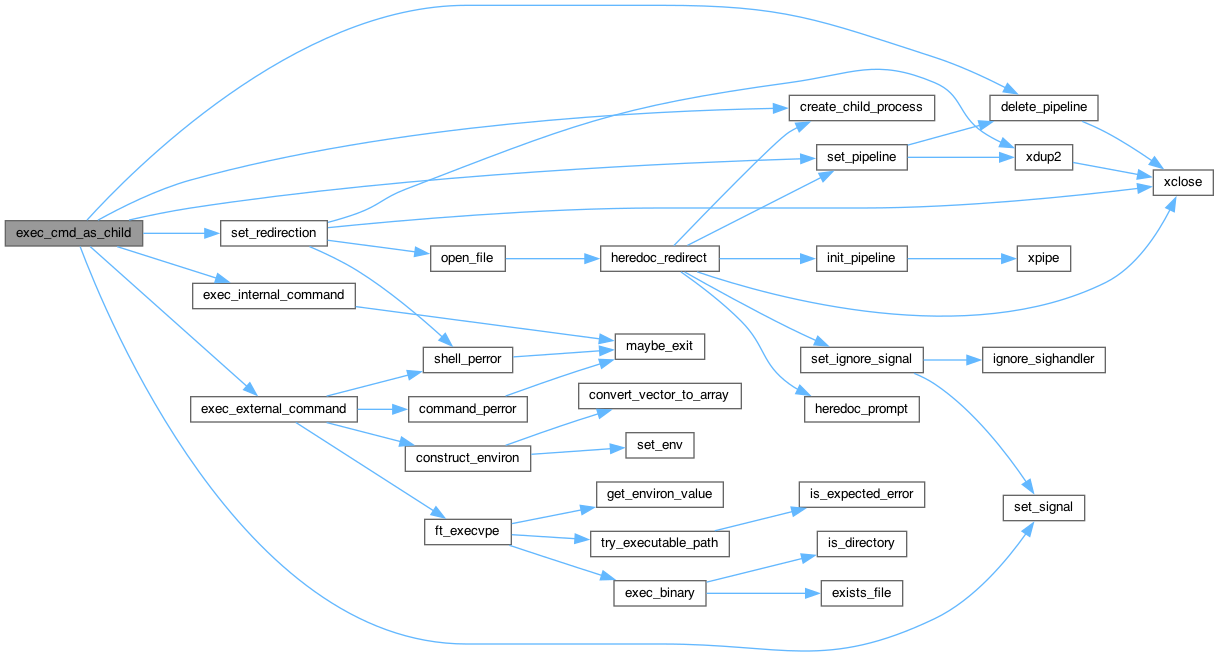 exec_cmd_as_child
set_redirection
exec_internal_command
exec_external_command
open_file
shell_perror
command_perror
construct_environ
ft_execvpe
heredoc_redirect
maybe_exit
convert_vector_to_array
set_env
get_environ_value
try_executable_path
exec_binary
create_child_process
set_pipeline
init_pipeline
set_ignore_signal
heredoc_prompt
is_expected_error
is_directory
exists_file
delete_pipeline
xdup2
xpipe
ignore_sighandler
set_signal
xclose